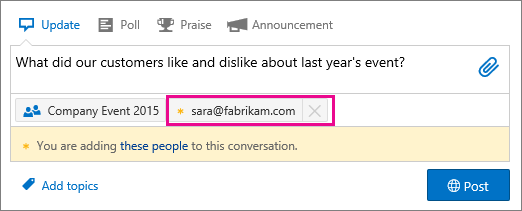 Update Poll Praise Announcement
What did our customers like and dislike about last year's event?
Company Event 2015 * sara@fabrikam.com
* You are adding these people to this conversation.
Add topics Post